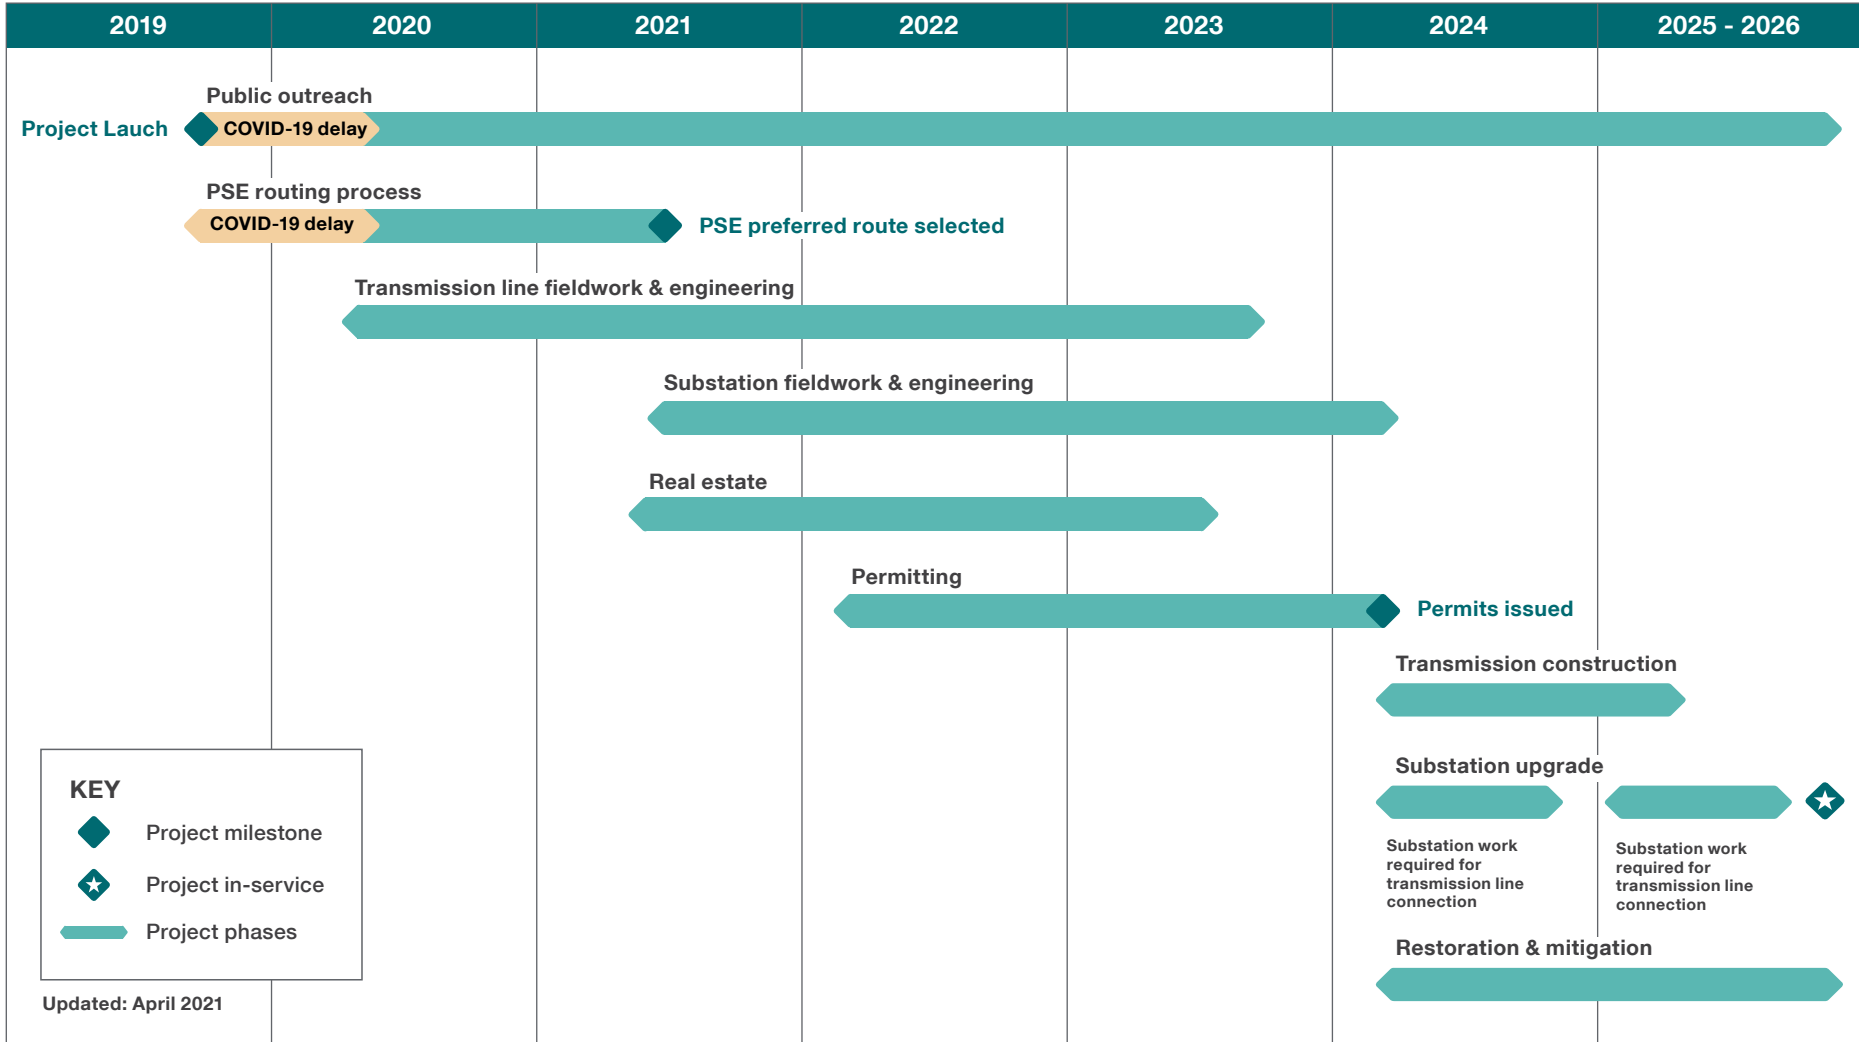 2019 2020 2021 2022 2023 2024 2025 - 2026
Public outreach
Project Lauch
COVID-19 delay
PSE routing process
COVID-19 delay
PSE preferred route selected
Transmission line fieldwork & engineering
Substation fieldwork & engineering
Real estate
Permitting
Permits issued
Transmission construction
Substation upgrade
Substation work
required for
transmission line
connection
Substation work
required for
transmission line
connection
Restoration & mitigation
KEY
Project milestone
Project in-service
Project phases
Updated: April 2021